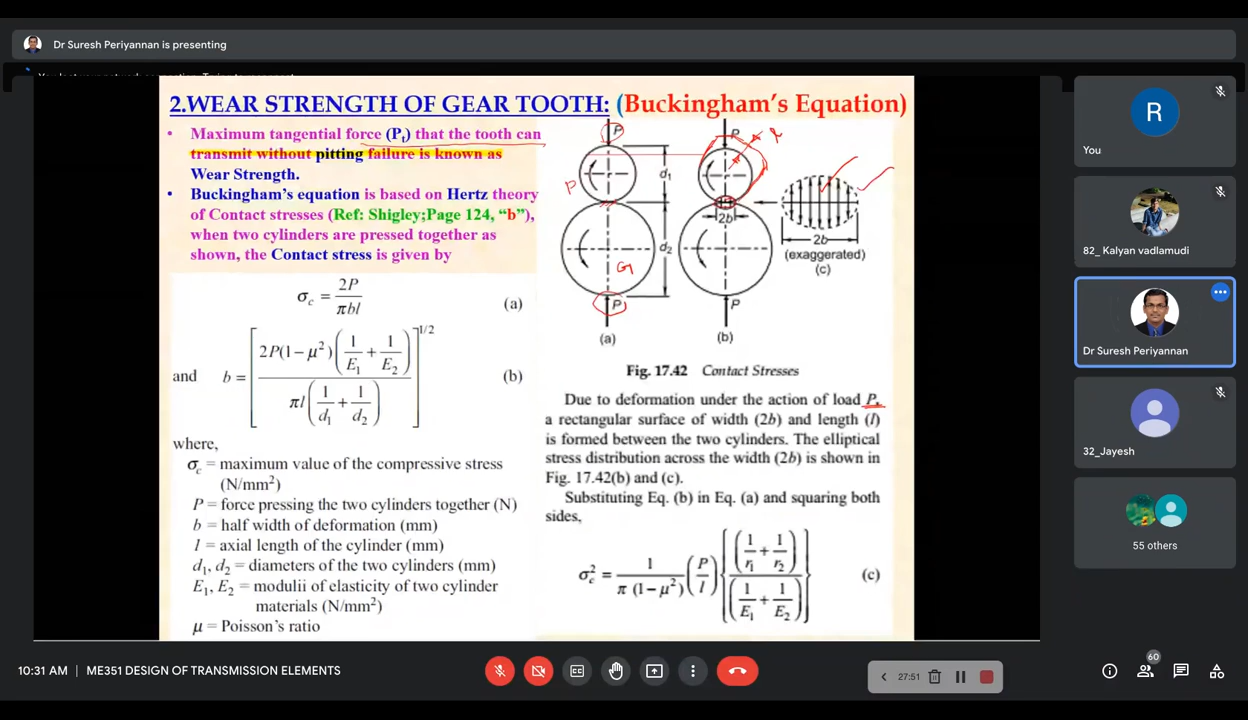 Dr Suresh Periyannan is presenting
2.WEAR STRENGTH OF GEAR TOOTH: (Buckingham's Equation)
• Maximum tangential force (Pt) that the tooth can
transmit without pitting failure is known as
Wear Strength.
• Buckingham's equation is based on Hertz theory
of Contact stresses (Ref: Shigley;Page 124, "b"),
when two cylinders are pressed together as
shown, the Contact stress is given by
σc = 2P / πbl (a)
and b = [ 2P(1 − μ²) (1/E1 + 1/E2) / πl (1/d1 + 1/d2) ]^1/2 (b)
where,
σc = maximum value of the compressive stress
(N/mm²)
P = force pressing the two cylinders together (N)
b = half width of deformation (mm)
l = axial length of the cylinder (mm)
d1, d2 = diameters of the two cylinders (mm)
E1, E2 = modulii of elasticity of two cylinder
materials (N/mm²)
μ = Poisson's ratio
P
P
d1
P
d2
G
P
(a)
P
r
2b
P
(b)
2b
(exaggerated)
(c)
Fig. 17.42 Contact Stresses
Due to deformation under the action of load P,
a rectangular surface of width (2b) and length (l)
is formed between the two cylinders. The elliptical
stress distribution across the width (2b) is shown in
Fig. 17.42(b) and (c).
Substituting Eq. (b) in Eq. (a) and squaring both
sides,
σc² = 1 / π (1 − μ²) (P / l) { (1/r1 + 1/r2) / (1/E1 + 1/E2) } (c)
R
You
82_ Kalyan vadlamudi
Dr Suresh Periyannan
32_Jayesh
55 others
10:31 AM | ME351 DESIGN OF TRANSMISSION ELEMENTS
27:51
60